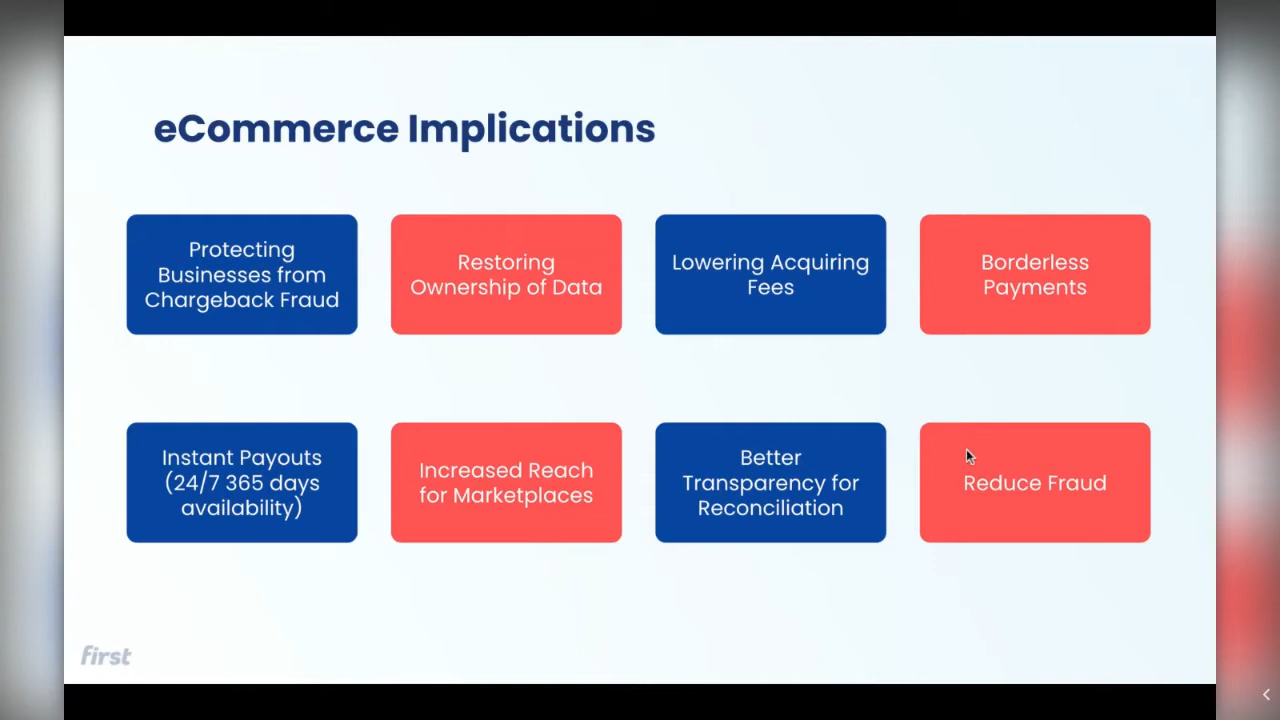 eCommerce Implications
Protecting
Businesses from
Chargeback Fraud
Restoring
Ownership of Data
Lowering Acquiring
Fees
Borderless
Payments
Instant Payouts
(24/7 365 days
availability)
Increased Reach
for Marketplaces
Better
Transparency for
Reconciliation
Reduce Fraud
first